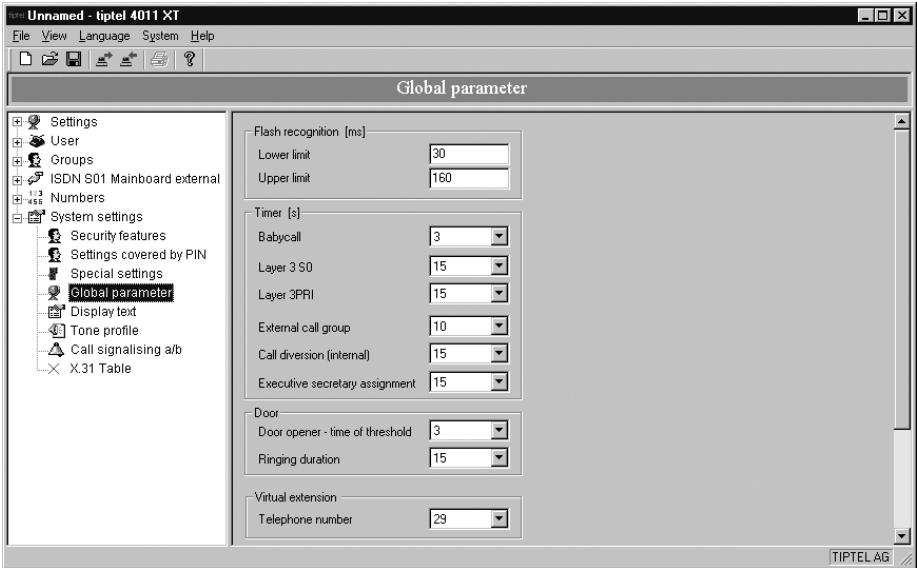 tiptel Unnamed - tiptel 4011 XT
File View Language System Help
Global parameter
Settings
User
Groups
ISDN S01 Mainboard external
123
456 Numbers
System settings
Security features
Settings covered by PIN
Special settings
Global parameter
Display text
Tone profile
Call signalising a/b
X.31 Table
Flash recognition [ms]
Lower limit 30
Upper limit 160
Timer [s]
Babycall 3
Layer 3 S0 15
Layer 3PRI 15
External call group 10
Call diversion (internal) 15
Executive secretary assignment 15
Door
Door opener - time of threshold 3
Ringing duration 15
Virtual extension
Telephone number 29
TIPTEL AG